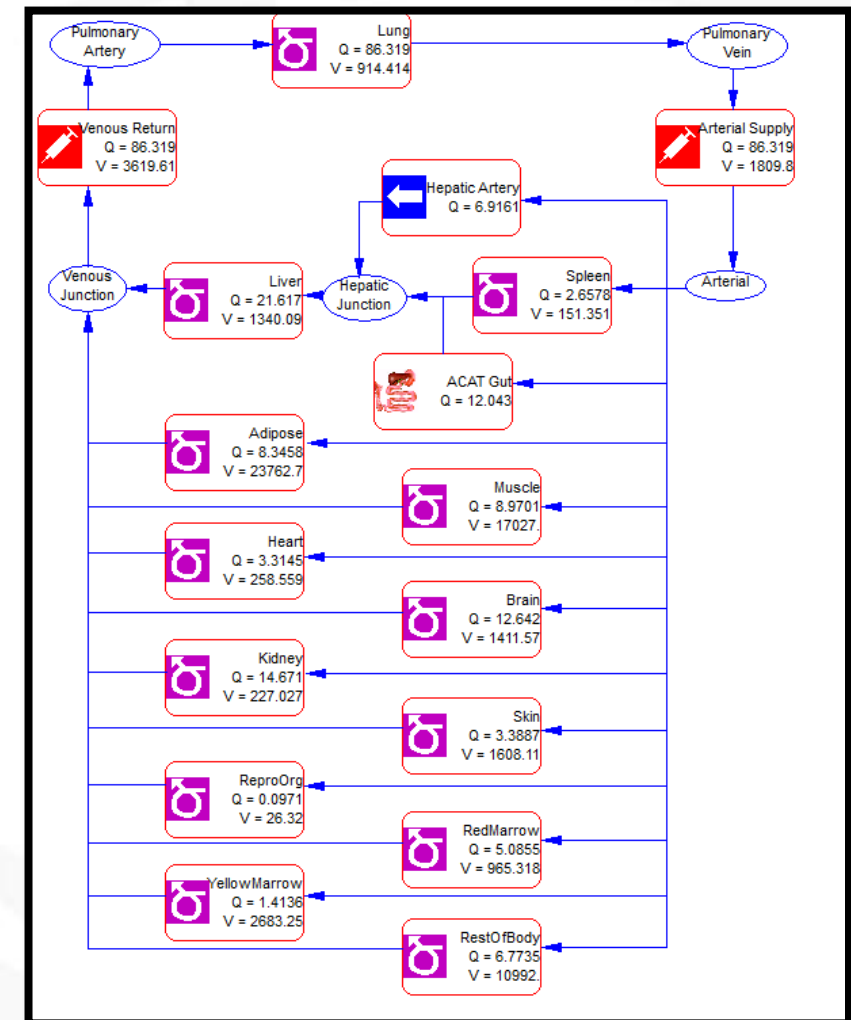 Pulmonary
Artery
Lung
Q = 86.319
V = 914.414
Pulmonary
Vein
Venous Return
Q = 86.319
V = 3619.61
Arterial Supply
Q = 86.319
V = 1809.8
Hepatic Artery
Q = 6.9161
Venous
Junction
Liver
Q = 21.617
V = 1340.09
Hepatic
Junction
Spleen
Q = 2.6578
V = 151.351
Arterial
ACAT Gut
Q = 12.043
Adipose
Q = 8.3458
V = 23762.7
Muscle
Q = 8.9701
V = 17027.
Heart
Q = 3.3145
V = 258.559
Brain
Q = 12.642
V = 1411.57
Kidney
Q = 14.671
V = 227.027
Skin
Q = 3.3887
V = 1608.11
ReproOrg
Q = 0.0971
V = 26.32
RedMarrow
Q = 5.0855
V = 965.318
YellowMarrow
Q = 1.4136
V = 2683.25
RestOfBody
Q = 6.7735
V = 10992.